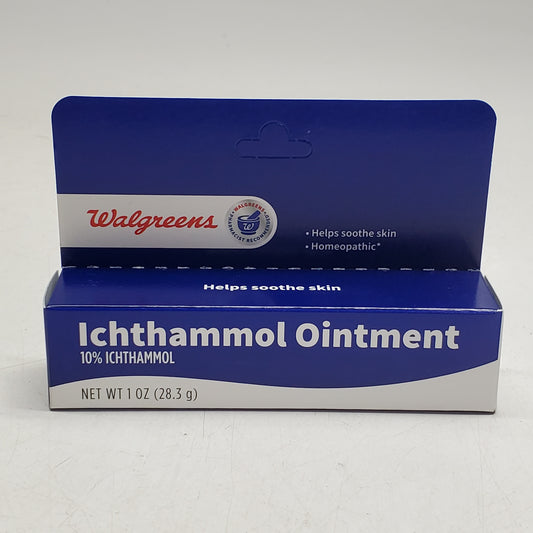 Walgreens
WALGREENS
PHARMACIST RECOMMENDED
W
• Helps soothe skin
• Homeopathic*
Helps soothe skin
Ichthammol Ointment
10% ICHTHAMMOL
NET WT 1 OZ (28.3 g)